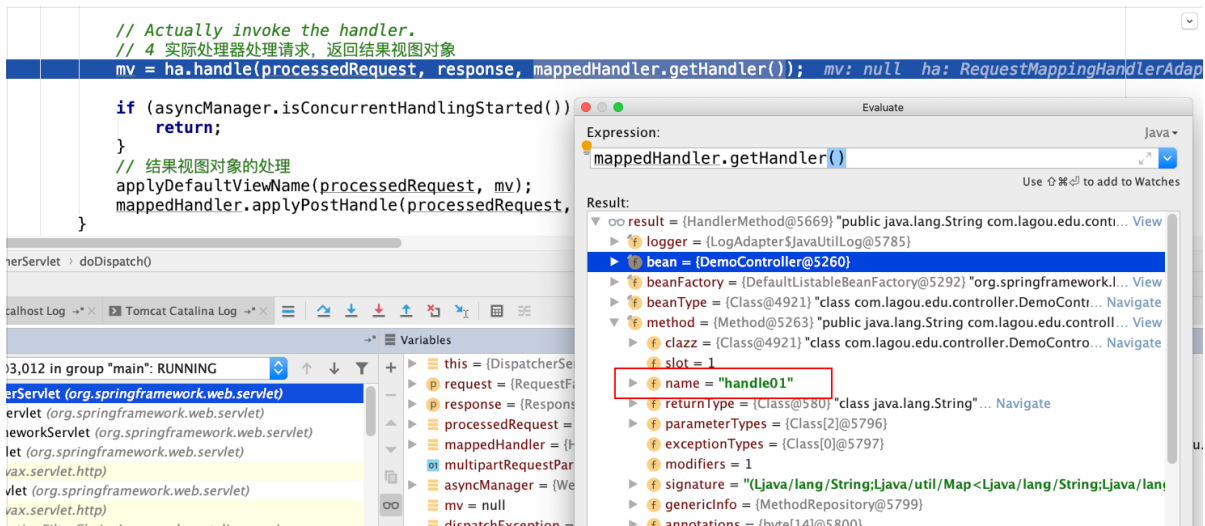 // Actually invoke the handler.
// 4 实际处理器处理请求，返回结果视图对象
mv = ha.handle(processedRequest, response, mappedHandler.getHandler()); mv: null ha: RequestMappingHandlerAdap
if (asyncManager.isConcurrentHandlingStarted())
return;
}
// 结果视图对象的处理
applyDefaultViewName(processedRequest, mv);
mappedHandler.applyPostHandle(processedRequest,
}
Evaluate
Expression:
Java
mappedHandler.getHandler()
Use ⇧⌘⏎ to add to Watches
Result:
result = {HandlerMethod@5669} "public java.lang.String com.lagou.edu.conti... View
logger = {LogAdapter$JavaUtilLog@5785}
bean = {DemoController@5260}
beanFactory = {DefaultListableBeanFactory@5292} "org.springframework.l... View
beanType = {Class@4921} "class com.lagou.edu.controller.DemoContr... Navigate
method = {Method@5263} "public java.lang.String com.lagou.edu.controll... View
clazz = {Class@4921} "class com.lagou.edu.controller.DemoContro... Navigate
slot = 1
name = "handle01"
returnType = {Class@580} "class java.lang.String"... Navigate
parameterTypes = {Class[2]@5796}
exceptionTypes = {Class[0]@5797}
modifiers = 1
signature = "(Ljava/lang/String;Ljava/util/Map<Ljava/lang/String;Ljava/lang
genericInfo = {MethodRepository@5799}
annotations = {byte[14]@5800}
herServlet › doDispatch()
calhost Log
Tomcat Catalina Log
Variables
03,012 in group "main": RUNNING
erServlet (org.springframework.web.servlet)
ervlet (org.springframework.web.servlet)
neworkServlet (org.springframework.web.servlet)
let (org.springframework.web.servlet)
vax.servlet.http)
vlet (org.springframework.web.servlet)
vax.servlet.http)
this = {DispatcherSe
request = {RequestFa
response = {Respons
processedRequest =
mappedHandler = {H
multipartRequestPar
asyncManager = {We
mv = null
dispatchException =